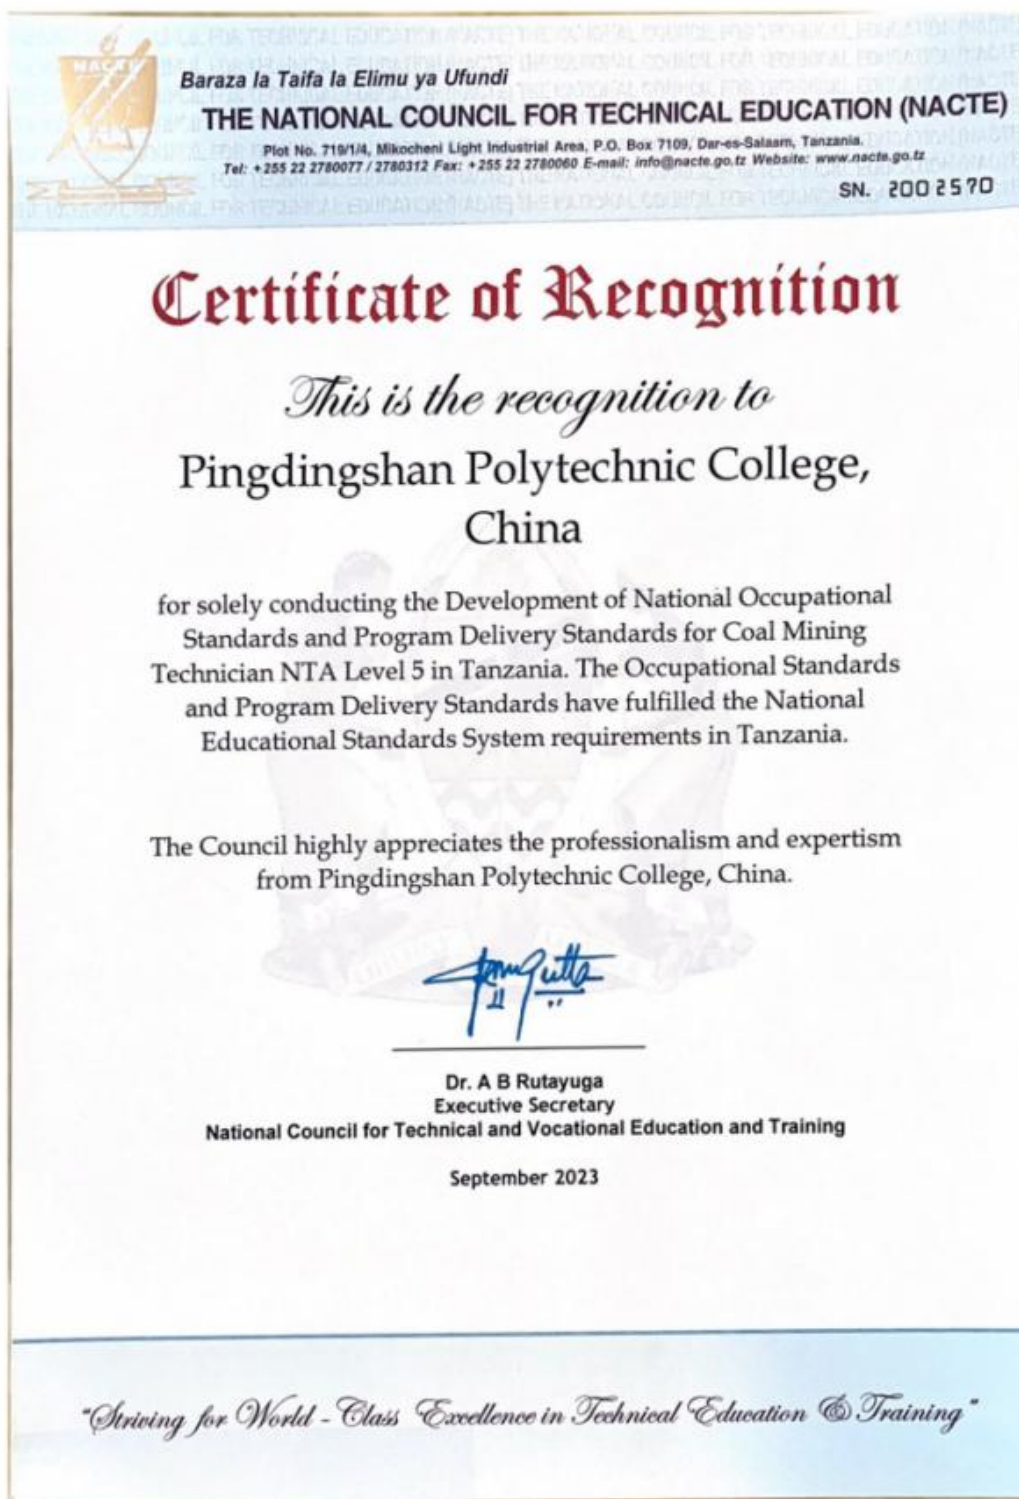 NACTE
Baraza la Taifa la Elimu ya Ufundi
THE NATIONAL COUNCIL FOR TECHNICAL EDUCATION (NACTE)
Plot No. 719/1/4, Mikocheni Light Industrial Area, P.O. Box 7109, Dar-es-Salaam, Tanzania.
Tel: +255 22 2780077 / 2780312 Fax: +255 22 2780060 E-mail: info@nacte.go.tz Website: www.nacte.go.tz
SN. 2002570
Certificate of Recognition
This is the recognition to
Pingdingshan Polytechnic College,
China
for solely conducting the Development of National Occupational
Standards and Program Delivery Standards for Coal Mining
Technician NTA Level 5 in Tanzania. The Occupational Standards
and Program Delivery Standards have fulfilled the National
Educational Standards System requirements in Tanzania.
The Council highly appreciates the professionalism and expertism
from Pingdingshan Polytechnic College, China.
Dr. A B Rutayuga
Executive Secretary
National Council for Technical and Vocational Education and Training
September 2023
"Striving for World - Class Excellence in Technical Education & Training"